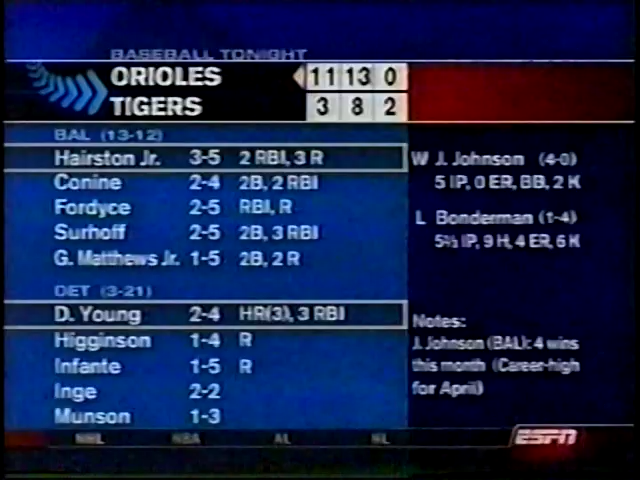 BASEBALL TONIGHT
ORIOLES 11 13 0
TIGERS 3 8 2
BAL (13-12)
Hairston Jr. 3-5 2 RBI, 3 R
Conine 2-4 2B, 2 RBI
Fordyce 2-5 RBI, R
Surhoff 2-5 2B, 3 RBI
G. Matthews Jr. 1-5 2B, 2 R
DET (3-21)
D. Young 2-4 HR(3), 3 RBI
Higginson 1-4 R
Infante 1-5 R
Inge 2-2
Munson 1-3
W J. Johnson (4-0)
5 IP, 0 ER, BB, 2 K
L Bonderman (1-4)
5⅓ IP, 9 H, 4 ER, 6 K
Notes:
J. Johnson (BAL): 4 wins
this month (Career-high
for April)
NHL NBA AL NL ESPN